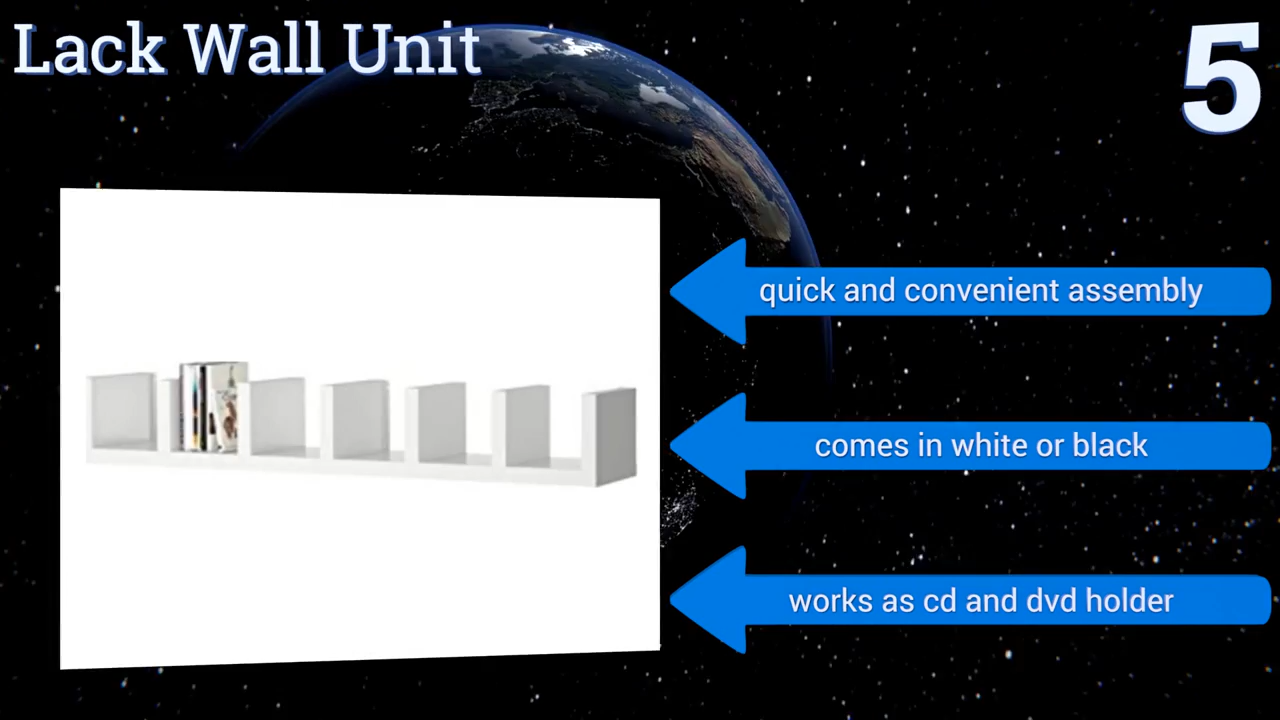 Lack Wall Unit
5
quick and convenient assembly
comes in white or black
works as cd and dvd holder